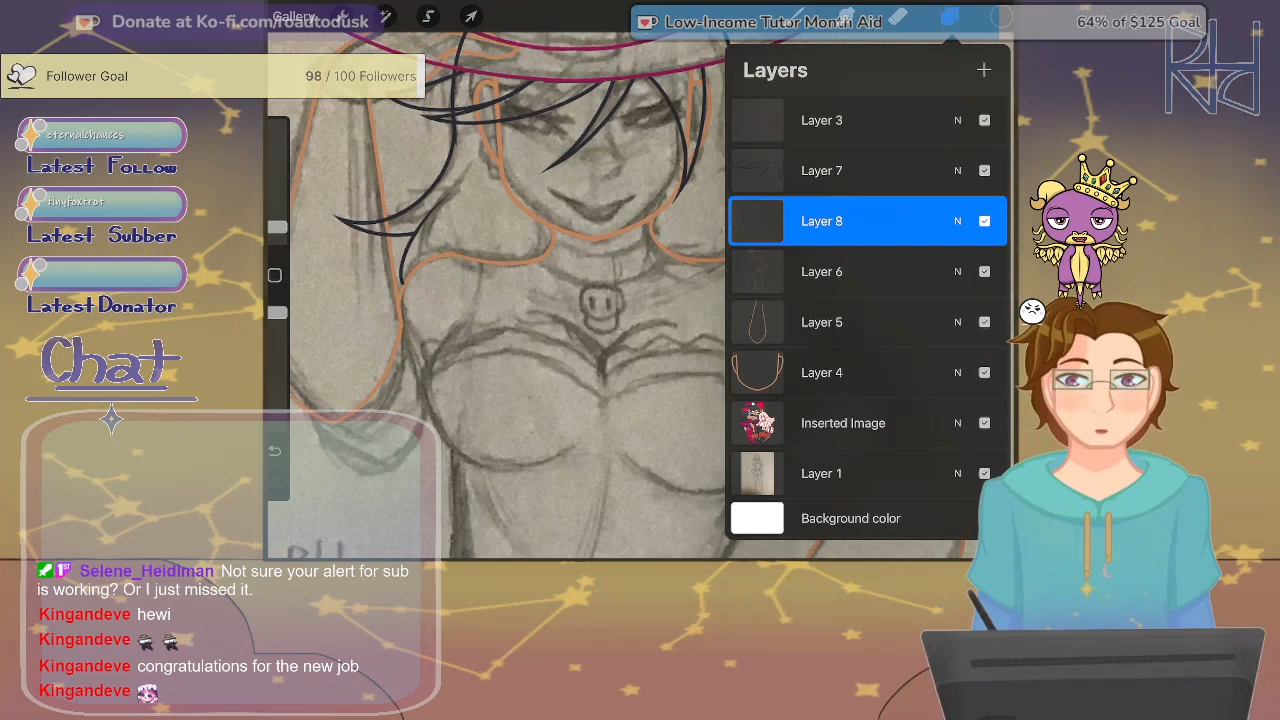 Donate at Ko-fi.com/roadtodusk
Gallery
Low-Income Tutor Month Aid
64% of $125 Goal
Follower Goal
98 / 100 Followers
eternalchances
Latest Follow
tinyfoxtrot
Latest Subber
Latest Donator
Chat
Selene_Heidlman Not sure your alert for sub
is working? Or I just missed it.
Kingandeve hewi
Kingandeve
Kingandeve congratulations for the new job
Kingandeve
Layers
Layer 3 N
Layer 7 N
Layer 8 N
Layer 6 N
Layer 5 N
Layer 4 N
Inserted Image N
Layer 1 N
Background color